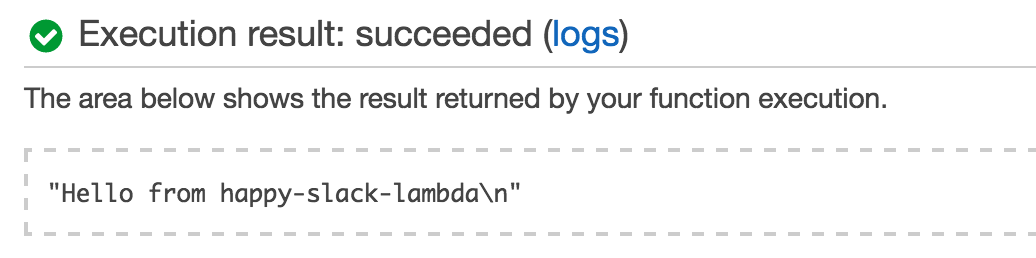 Execution result: succeeded (logs)
The area below shows the result returned by your function execution.
"Hello from happy-slack-lambda\n"